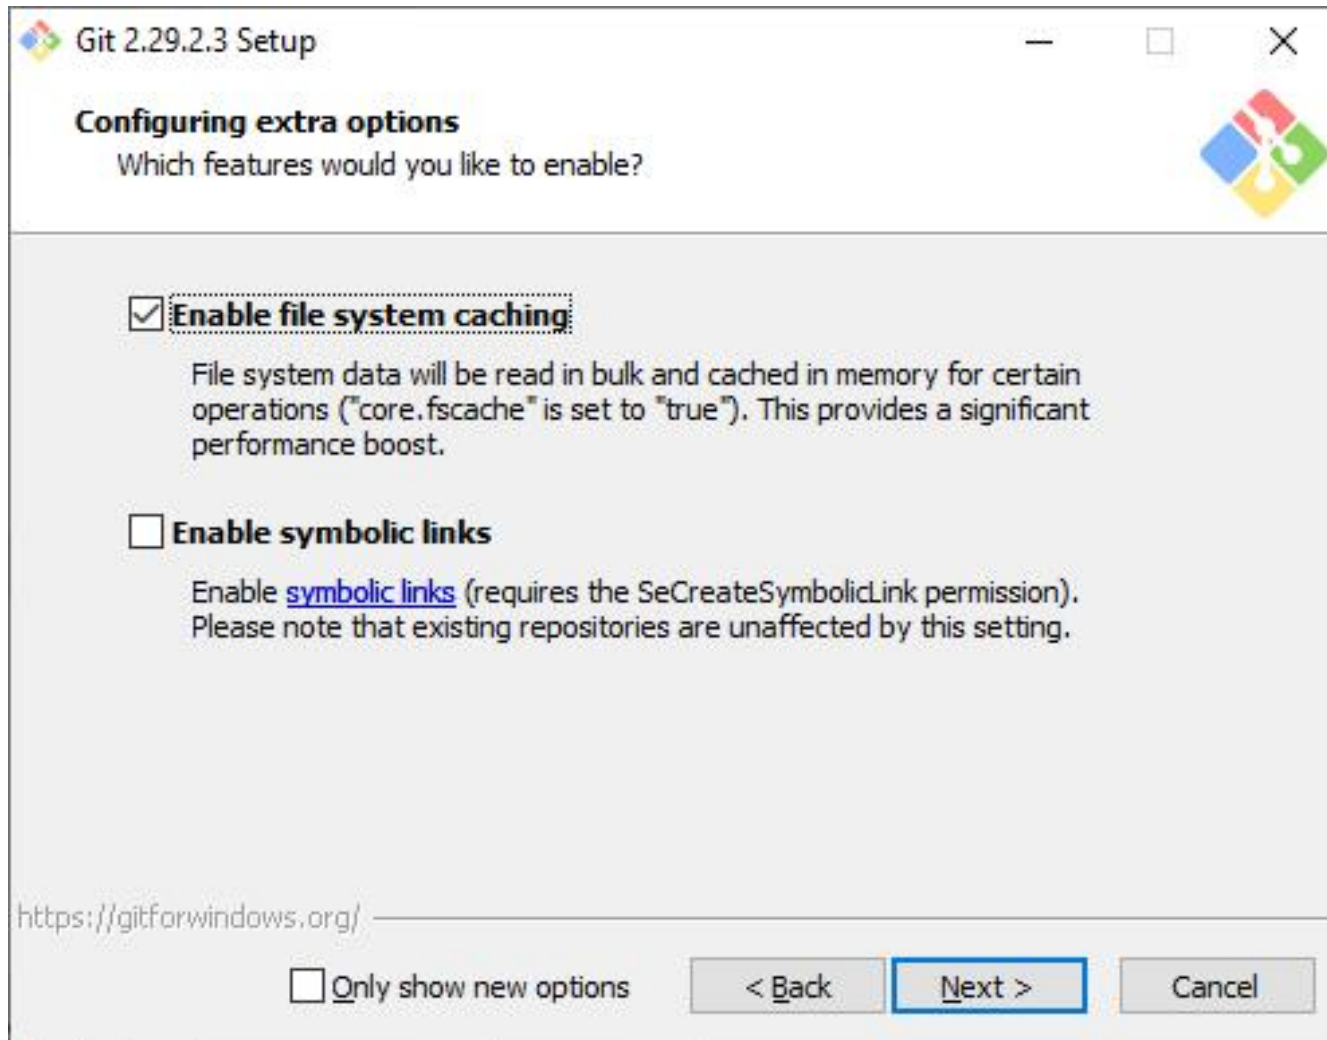 Git 2.29.2.3 Setup
Configuring extra options
Which features would you like to enable?
Enable file system caching
File system data will be read in bulk and cached in memory for certain
operations ("core.fscache" is set to "true"). This provides a significant
performance boost.
Enable symbolic links
Enable symbolic links (requires the SeCreateSymbolicLink permission).
Please note that existing repositories are unaffected by this setting.
https://gitforwindows.org/
Only show new options
< Back
Next >
Cancel